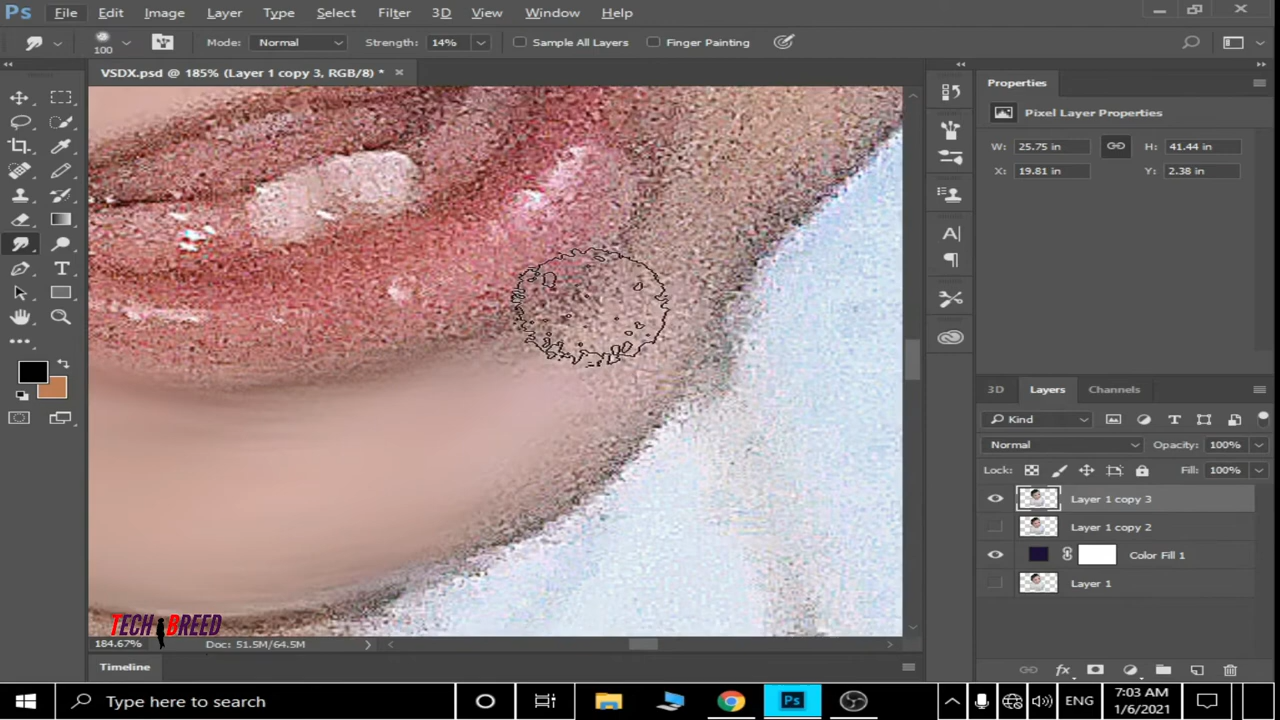 Ps File Edit Image Layer Type Select Filter 3D View Window Help
100 Mode: Normal Strength: 14% Sample All Layers Finger Painting
VSDX.psd @ 185% (Layer 1 copy 3, RGB/8) *
Properties
Pixel Layer Properties
W: 25.75 in H: 41.44 in
X: 19.81 in Y: 2.38 in
3D Layers Channels
Kind
Normal Opacity: 100%
Lock: Fill: 100%
Layer 1 copy 3
Layer 1 copy 2
Color Fill 1
Layer 1
TECH BREED
184.67% Doc: 51.5M/64.5M
Timeline
Type here to search
Ps
ENG
7:03 AM
1/6/2021